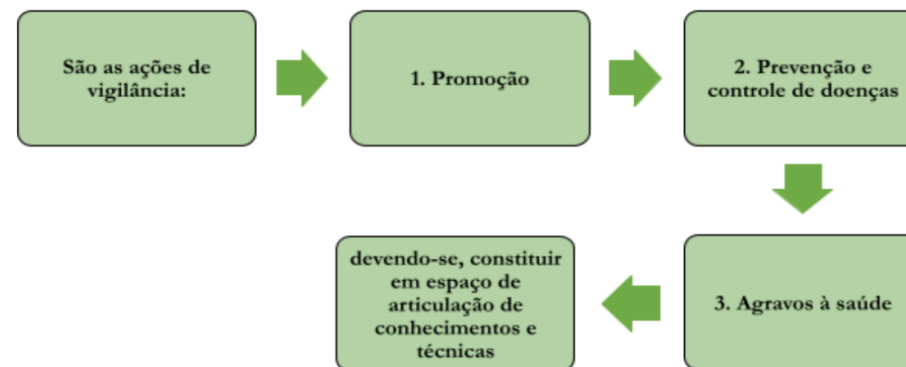 São as ações de
vigilância:
1. Promoção
2. Prevenção e
controle de doenças
3. Agravos à saúde
devendo-se, constituir
em espaço de
articulação de
conhecimentos e
técnicas